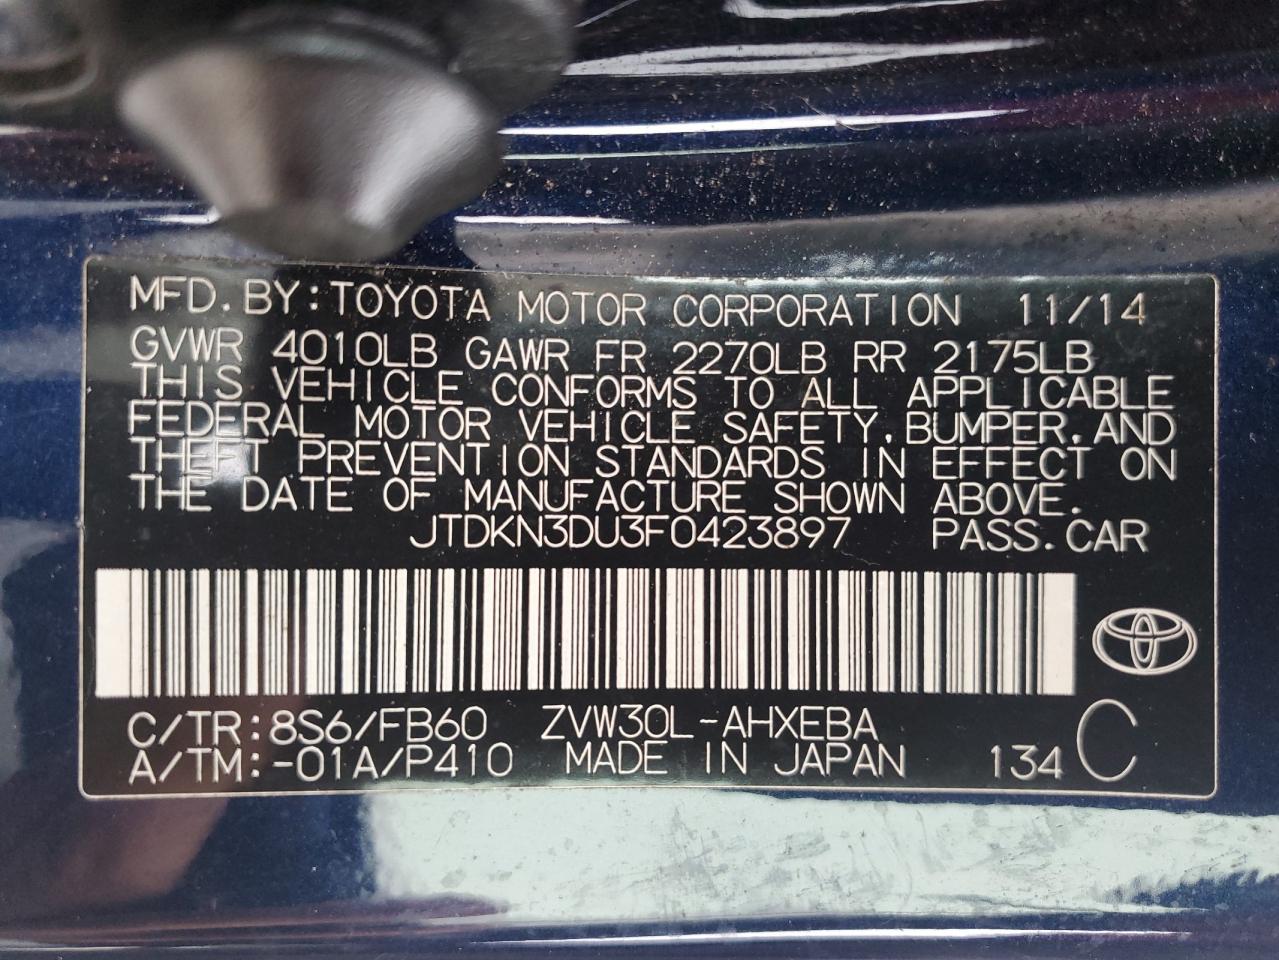 MFD. BY: TOYOTA MOTOR CORPORATION 11/14
GVWR 4010LB GAWR FR 2270LB RR 2175LB
THIS VEHICLE CONFORMS TO ALL APPLICABLE
FEDERAL MOTOR VEHICLE SAFETY, BUMPER, AND
THEFT PREVENTION STANDARDS IN EFFECT ON
THE DATE OF MANUFACTURE SHOWN ABOVE.
JTDKN3DU3F0423897 PASS. CAR
C/TR: 8S6/FB60 ZVW30L-AHXEBA
A/TM: -01A/P410 MADE IN JAPAN 134 C